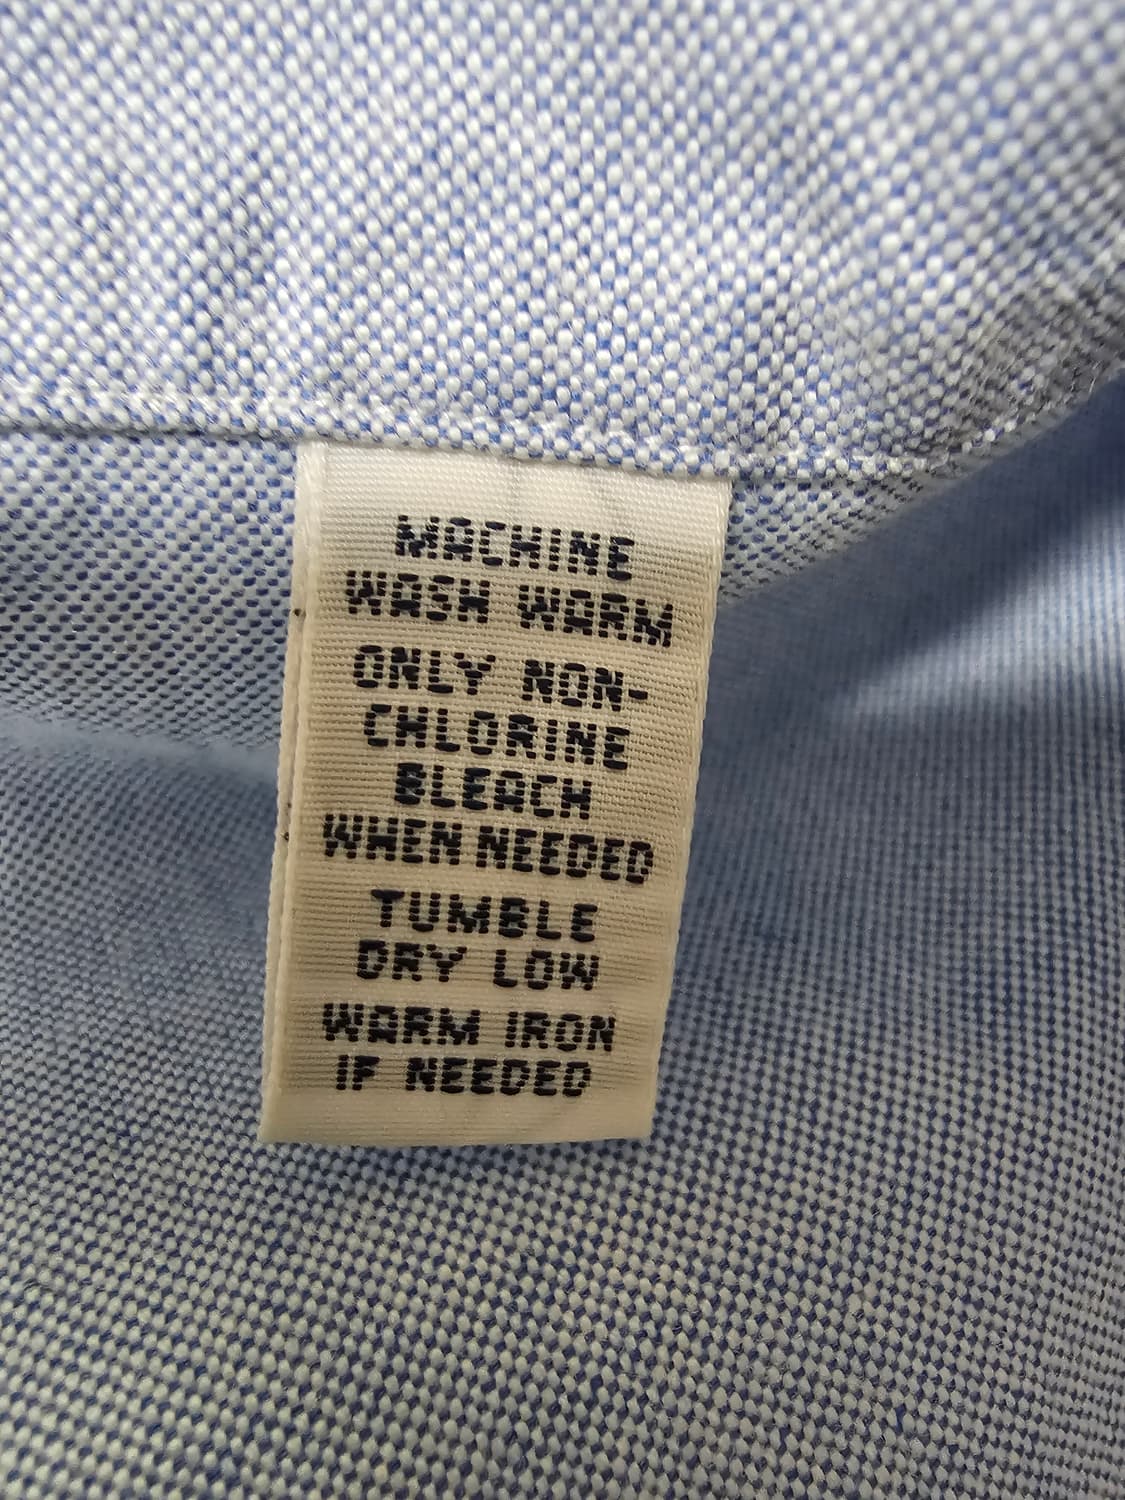 MACHINE
WASH WARM
ONLY NON-
CHLORINE
BLEACH
WHEN NEEDED
TUMBLE
DRY LOW
WARM IRON
IF NEEDED